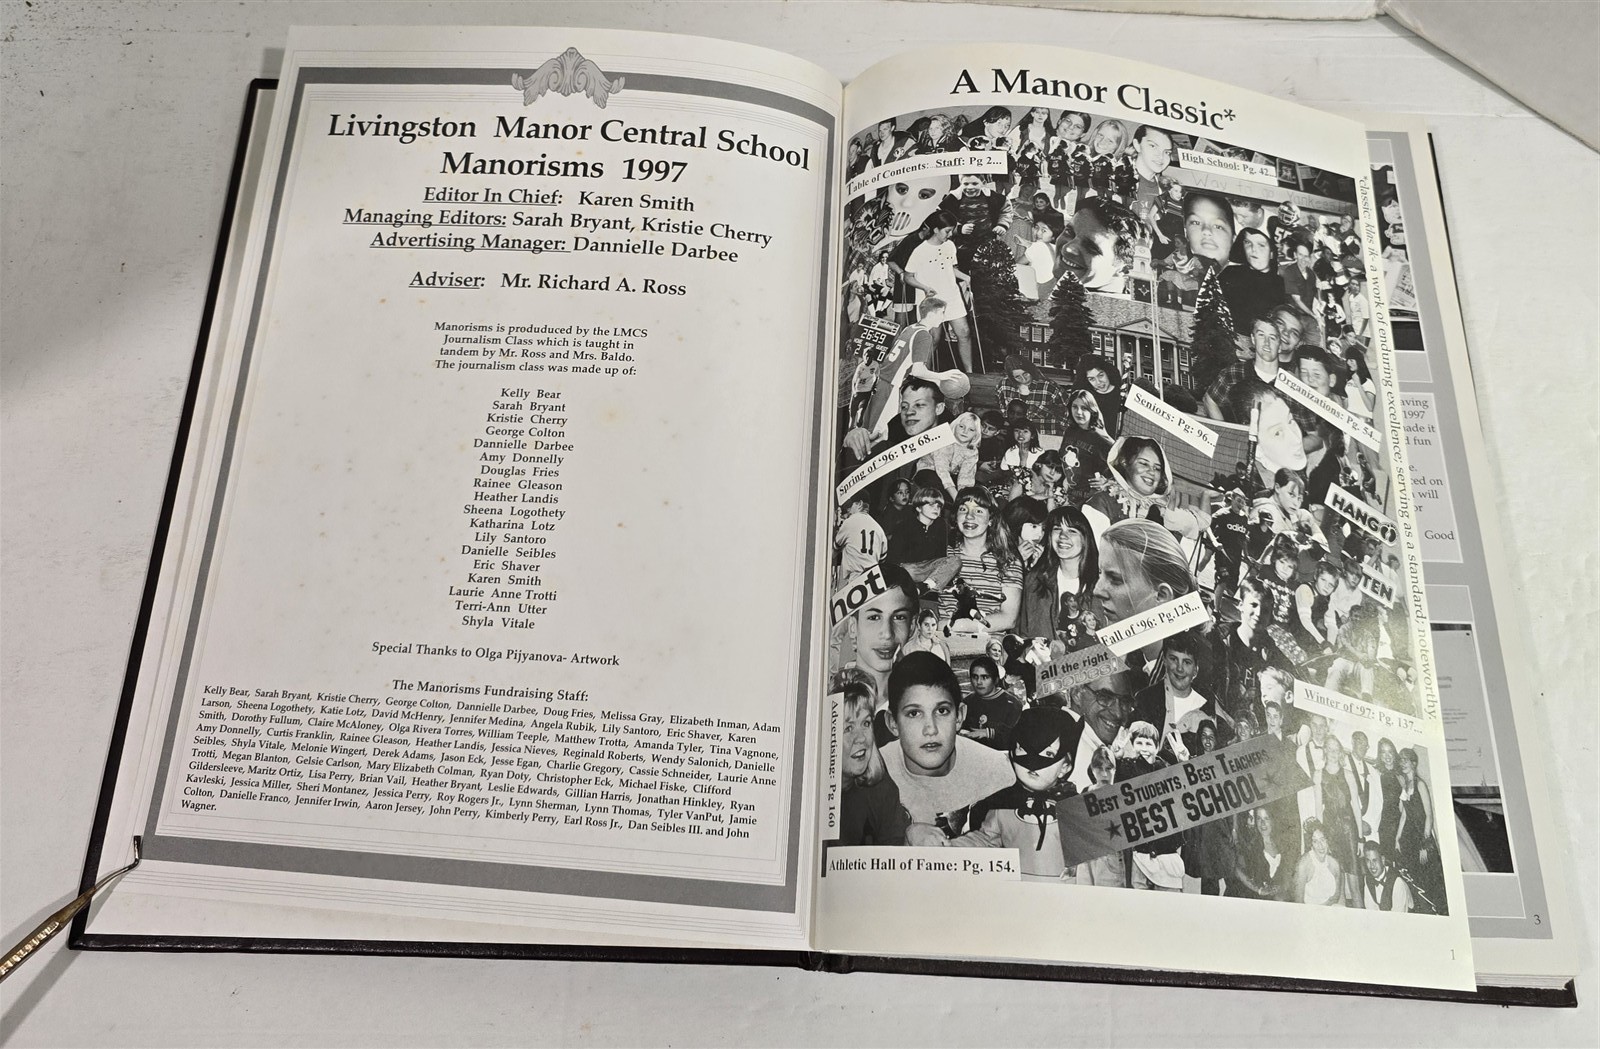 Livingston Manor Central School
Manorisms 1997
Editor In Chief: Karen Smith
Managing Editors: Sarah Bryant, Kristie Cherry
Advertising Manager: Dannielle Darbee
Adviser: Mr. Richard A. Ross
Manorisms is produduced by the LMCS
Journalism Class which is taught in
tandem by Mr. Ross and Mrs. Baldo.
The journalism class was made up of:
Kelly Bear
Sarah Bryant
Kristie Cherry
George Colton
Dannielle Darbee
Amy Donnelly
Douglas Fries
Rainee Gleason
Heather Landis
Sheena Logothety
Katharina Lotz
Lily Santoro
Danielle Seibles
Eric Shaver
Karen Smith
Laurie Anne Trotti
Terri-Ann Utter
Shyla Vitale
Special Thanks to Olga Pijyanova- Artwork
The Manorisms Fundraising Staff:
Kelly Bear, Sarah Bryant, Kristie Cherry, George Colton, Dannielle Darbee, Doug Fries, Melissa Gray, Elizabeth Inman, Adam
Larson, Sheena Logothety, Katie Lotz, David McHenry, Jennifer Medina, Angela Rubik, Lily Santoro, Eric Shaver, Karen
Smith, Dorothy Fullum, Claire McAloney, Olga Rivera Torres, William Teeple, Matthew Trotta, Amanda Tyler, Tina Vagnone,
Amy Donnelly, Curtis Franklin, Rainee Gleason, Heather Landis, Jessica Nieves, Reginald Roberts, Wendy Salonich, Danielle
Seibles, Shyla Vitale, Melonie Wingert, Derek Adams, Jason Eck, Jesse Egan, Charlie Gregory, Cassie Schneider, Laurie Anne
Trotti, Megan Blanton, Gelsie Carlson, Mary Elizabeth Colman, Ryan Doty, Christopher Eck, Michael Fiske, Clifford
Gildersleeve, Maritz Ortiz, Lisa Perry, Brian Vail, Heather Bryant, Leslie Edwards, Gillian Harris, Jonathan Hinkley, Ryan
Kavleski, Jessica Miller, Sheri Montanez, Jessica Perry, Roy Rogers Jr., Lynn Sherman, Lynn Thomas, Tyler VanPut, Jamie
Colton, Danielle Franco, Jennifer Irwin, Aaron Jersey, John Perry, Kimberly Perry, Earl Ross Jr., Dan Seibles III. and John
Wagner.
A Manor Classic*
Table of Contents: Staff: Pg 2...
High School: Pg. 42...
Way to
*classic: klas-ik- a work of enduring excellence; serving as a standard: noteworthy.
26:59
5
Organizations: Pg. 54...
Seniors: Pg: 96...
Spring of '96: Pg 68...
HANG
TEN
adidas
11
hot
Fall of '96: Pg.128...
all the right
moves
Winter of '97: Pg. 137...
Advertising: Pg 160
BEST STUDENTS, BEST TEACHERS,
BEST SCHOOL
Athletic Hall of Fame: Pg. 154.
1
1997
fun
ed on
will
Good
3